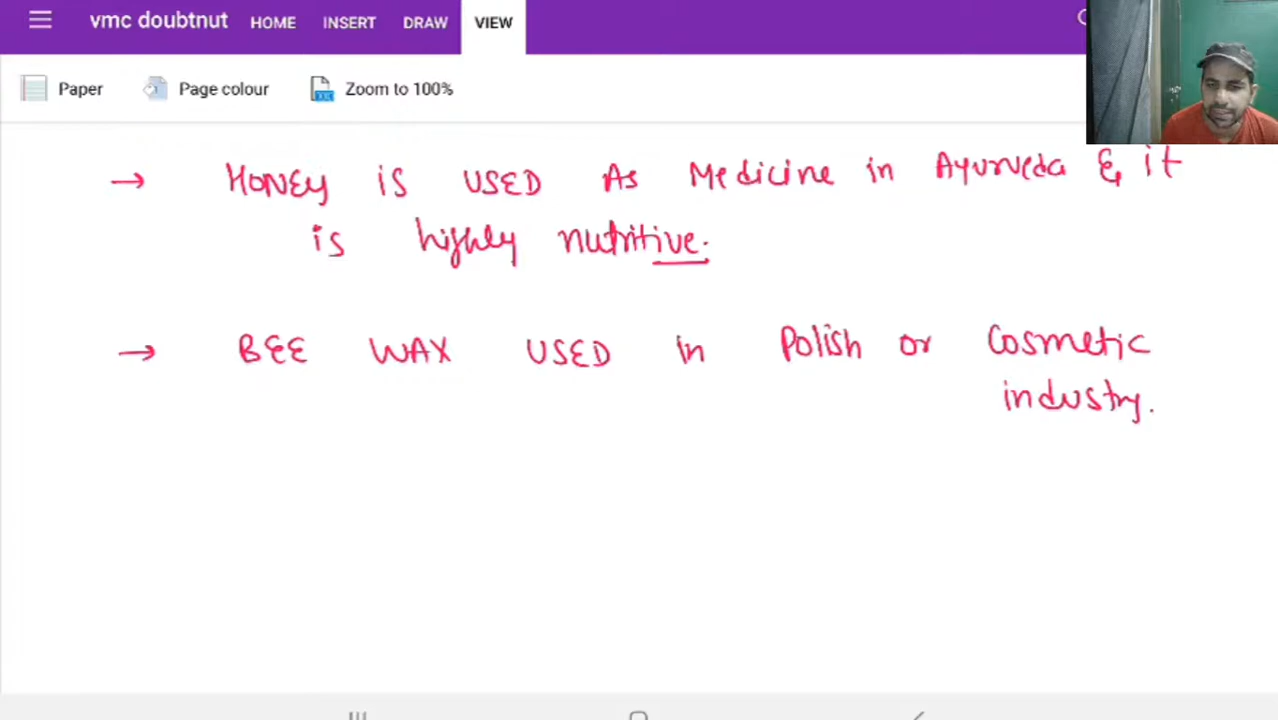 vmc doubtnut HOME INSERT DRAW VIEW
Paper Page colour Zoom to 100%
→ HONEY is USED As Medicine in Ayurveda & it
is highly nutritive.
→ BEE WAX USED in Polish or Cosmetic
industry.